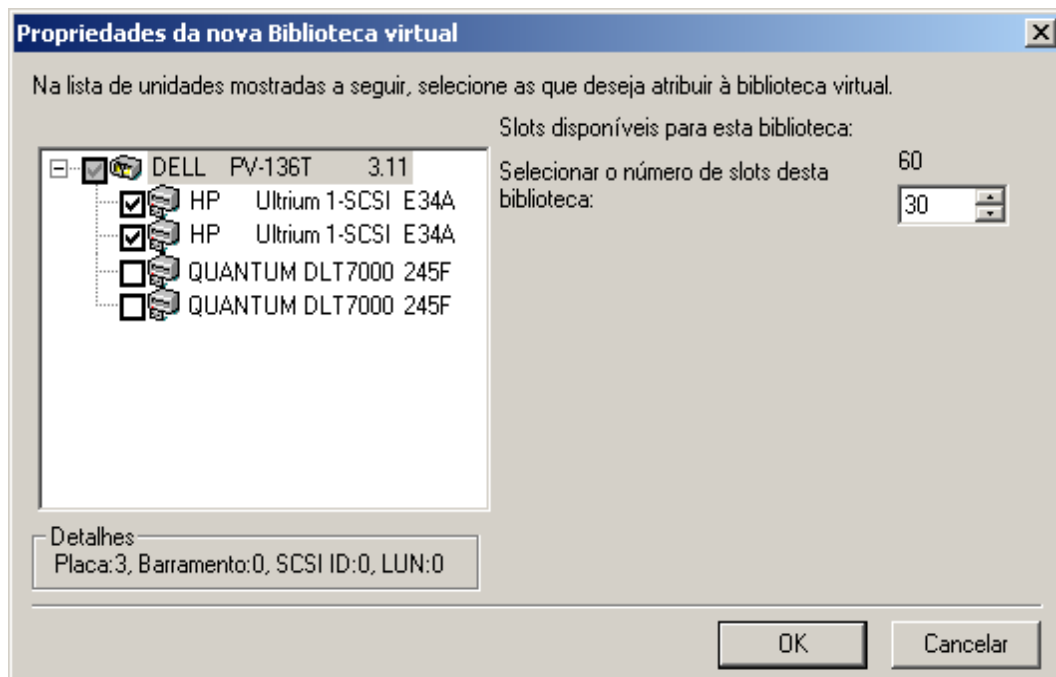 Propriedades da nova Biblioteca virtual
Na lista de unidades mostradas a seguir, selecione as que deseja atribuir à biblioteca virtual.
Slots disponíveis para esta biblioteca:
60
Selecionar o número de slots desta
biblioteca:
30
DELL PV-136T 3.11
HP Ultrium 1-SCSI E34A
HP Ultrium 1-SCSI E34A
QUANTUM DLT7000 245F
QUANTUM DLT7000 245F
Detalhes
Placa:3, Barramento:0, SCSI ID:0, LUN:0
OK
Cancelar